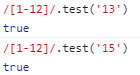 /[1-12]/.test('13')
true
/[1-12]/.test('15')
true